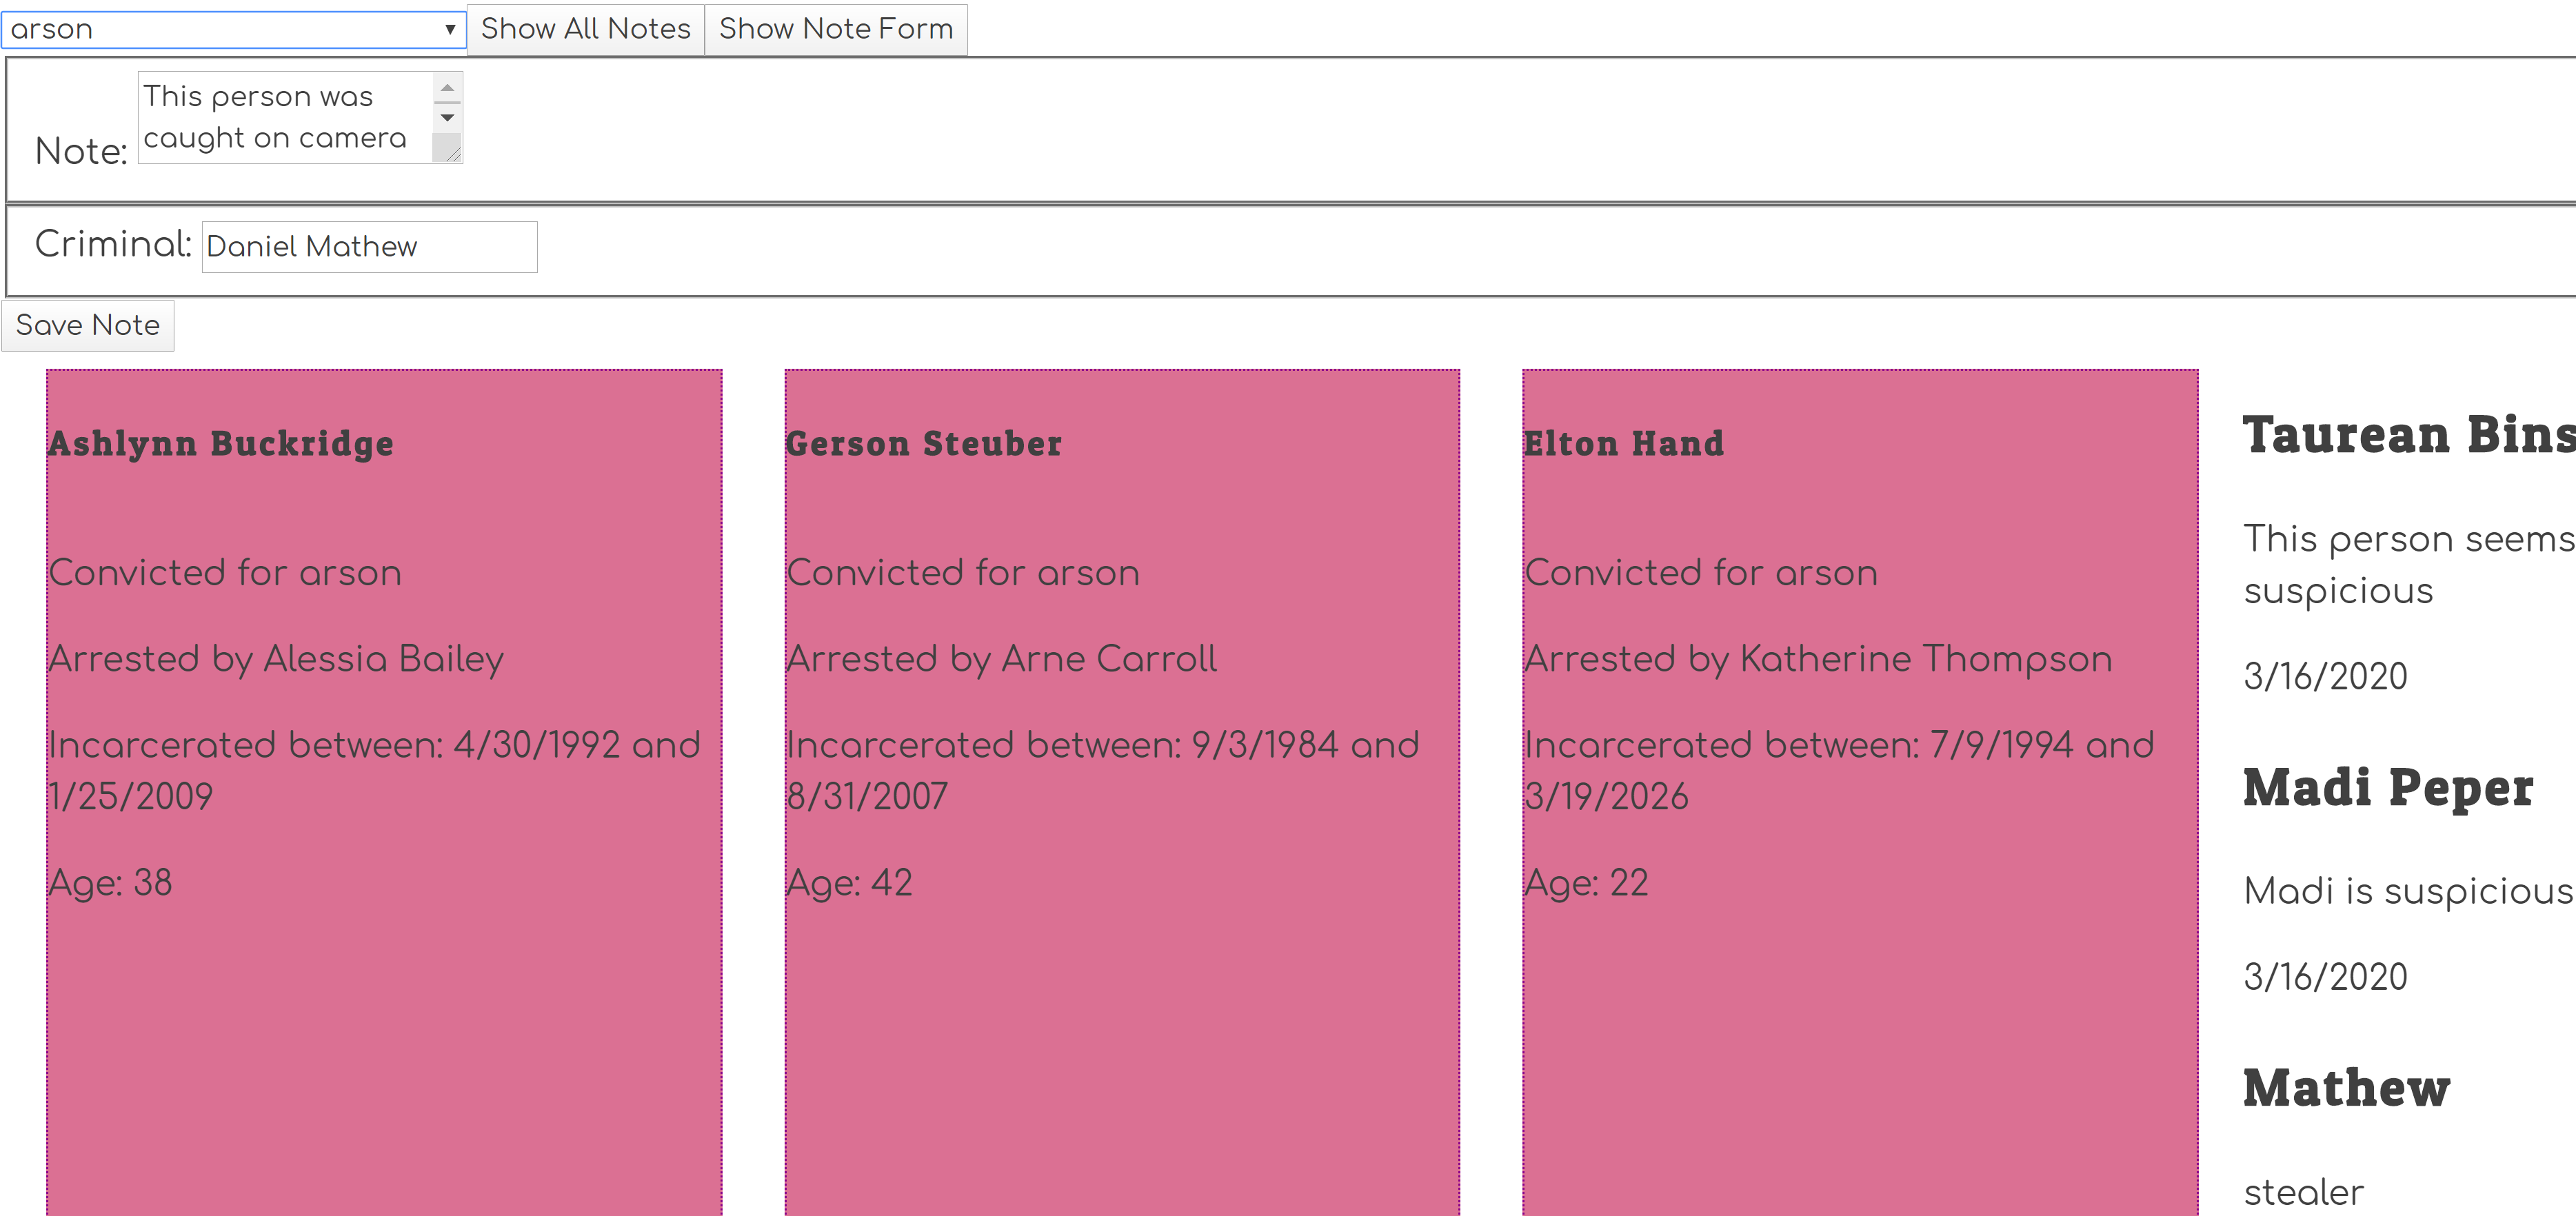 arson
Show All Notes
Show Note Form
Note:
This person was
caught on camera
Criminal:
Daniel Mathew
Save Note
Ashlynn Buckridge
Convicted for arson
Arrested by Alessia Bailey
Incarcerated between: 4/30/1992 and
1/25/2009
Age: 38
Gerson Steuber
Convicted for arson
Arrested by Arne Carroll
Incarcerated between: 9/3/1984 and
8/31/2007
Age: 42
Elton Hand
Convicted for arson
Arrested by Katherine Thompson
Incarcerated between: 7/9/1994 and
3/19/2026
Age: 22
Taurean Bins
This person seems
suspicious
3/16/2020
Madi Peper
Madi is suspicious
3/16/2020
Mathew
stealer